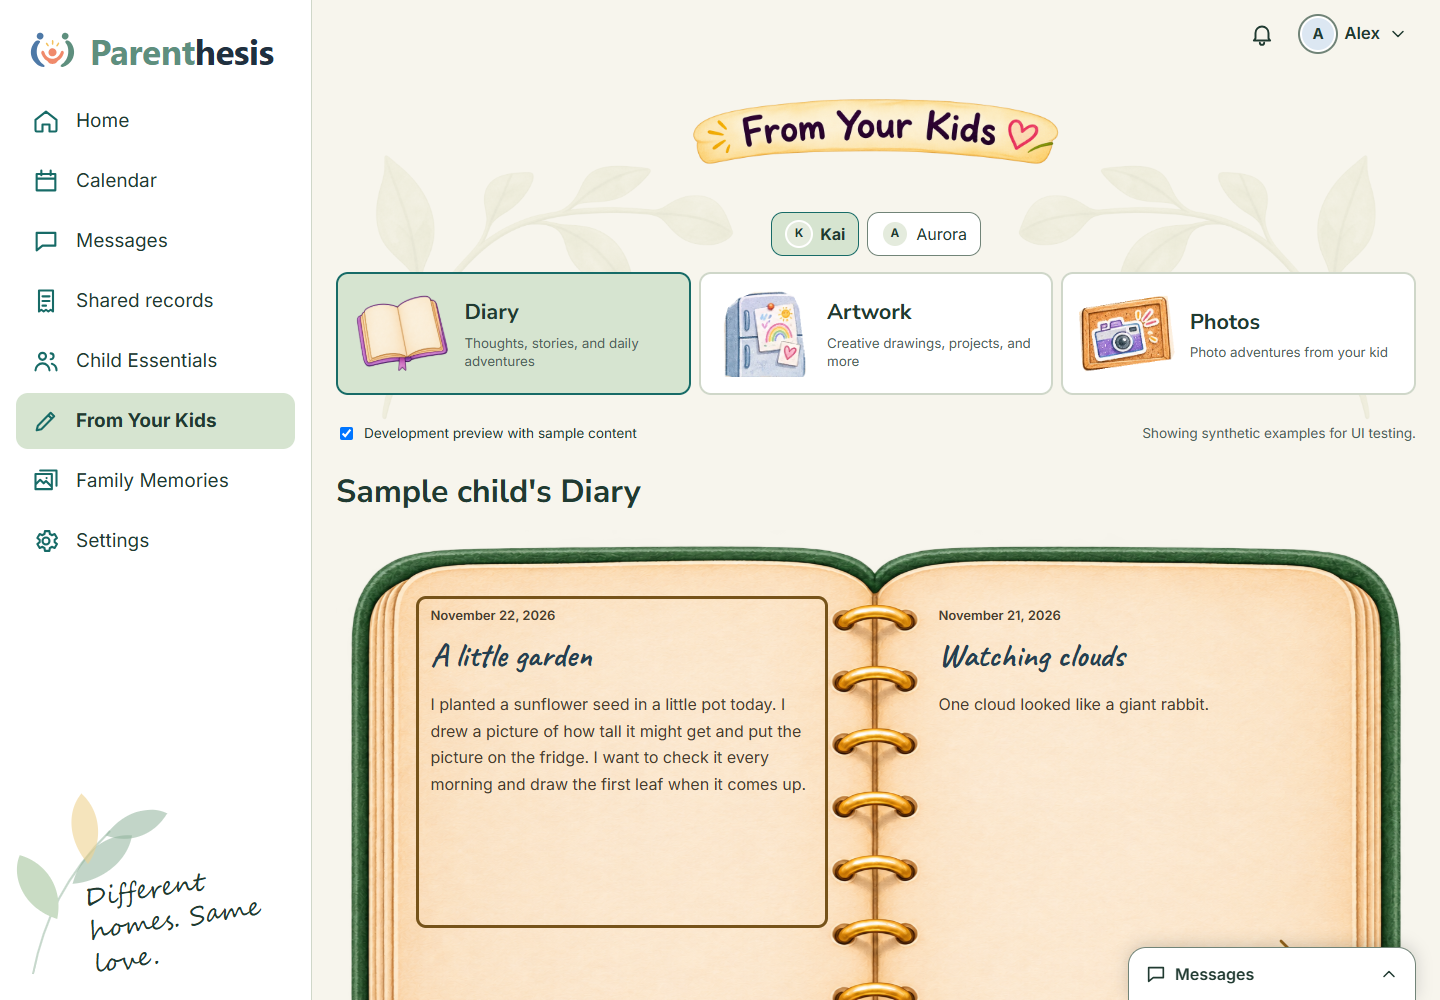 Parenthesis
Home
Calendar
Messages
Shared records
Child Essentials
From Your Kids
Family Memories
Settings
Different
homes. Same
love.
A
Alex
From Your Kids
K
Kai
A
Aurora
Diary
Thoughts, stories, and daily
adventures
Artwork
Creative drawings, projects, and
more
Photos
Photo adventures from your kid
Development preview with sample content
Showing synthetic examples for UI testing.
Sample child's Diary
November 22, 2026
A little garden
I planted a sunflower seed in a little pot today. I
drew a picture of how tall it might get and put the
picture on the fridge. I want to check it every
morning and draw the first leaf when it comes up.
November 21, 2026
Watching clouds
One cloud looked like a giant rabbit.
Messages